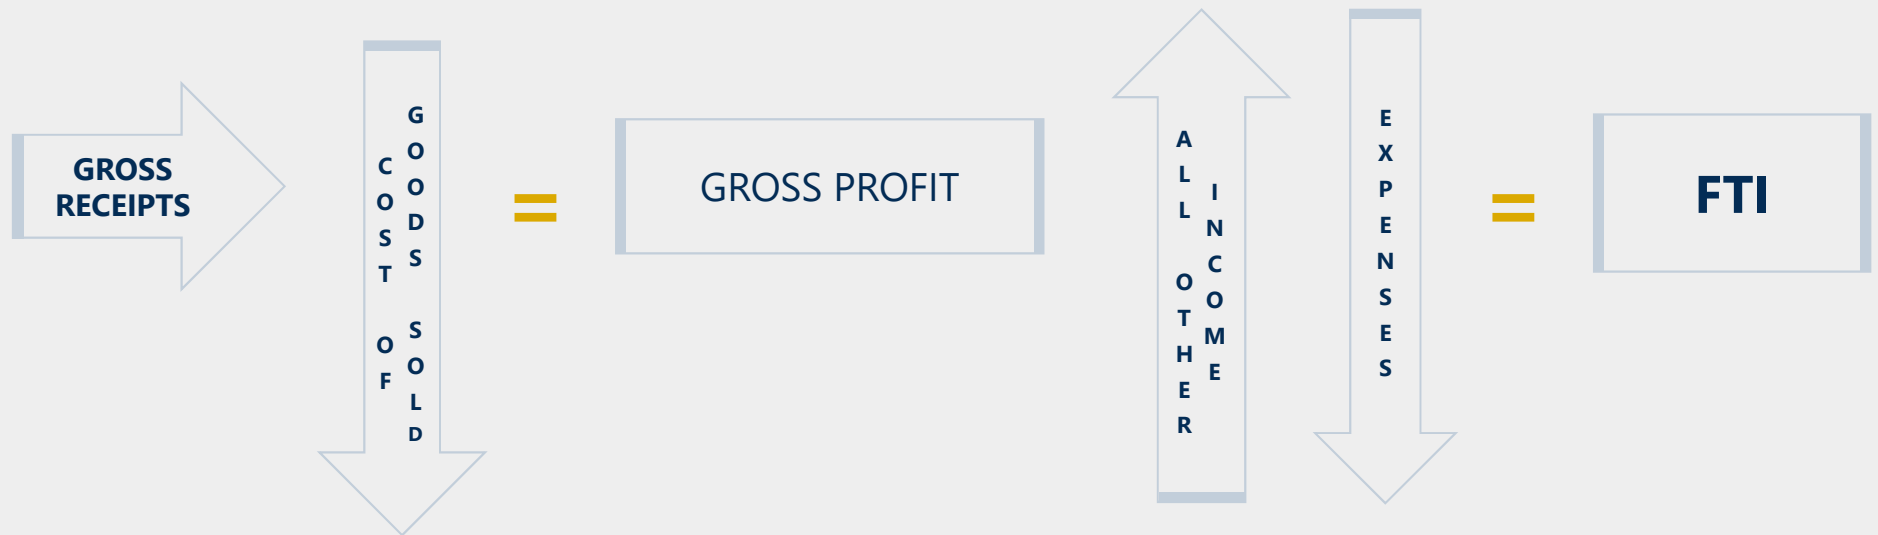 GROSS
RECEIPTS
COST OF
GOODS SOLD
=
GROSS PROFIT
ALL OTHER
INCOME
EXPENSES
=
FTI